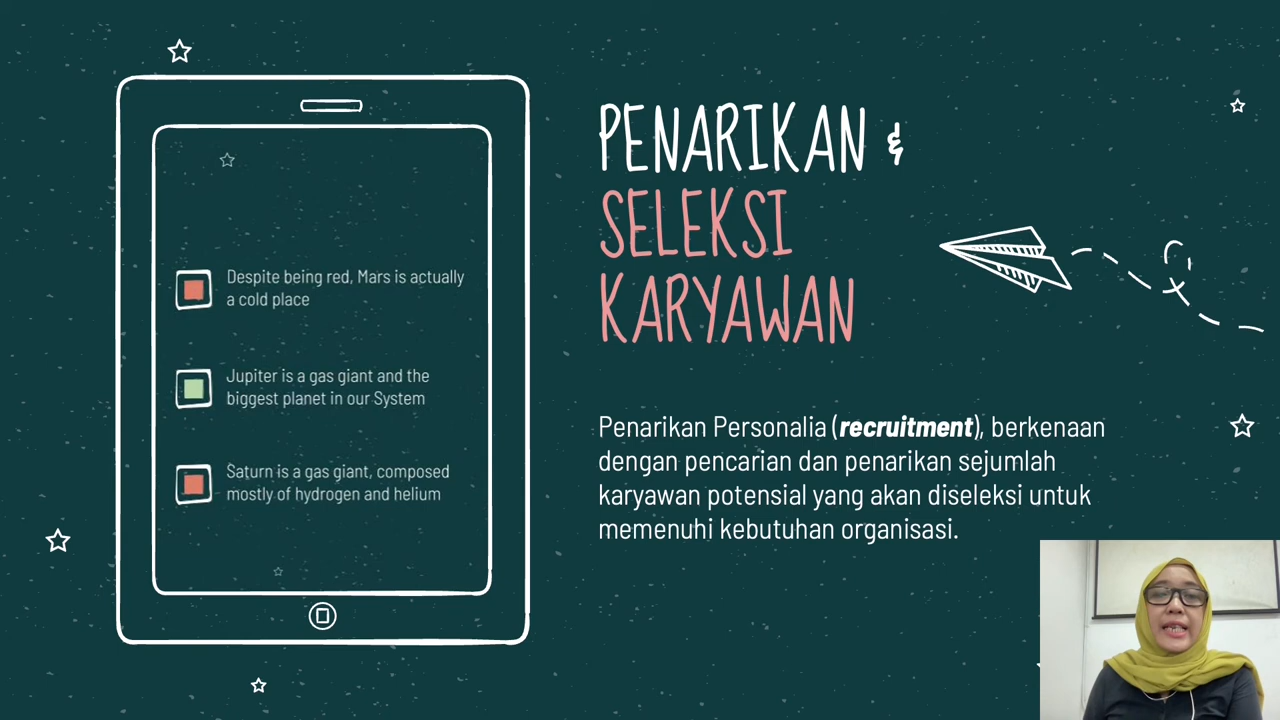 Despite being red, Mars is actually
a cold place
Jupiter is a gas giant and the
biggest planet in our System
Saturn is a gas giant, composed
mostly of hydrogen and helium
PENARIKAN &
SELEKSI
KARYAWAN
Penarikan Personalia (recruitment), berkenaan
dengan pencarian dan penarikan sejumlah
karyawan potensial yang akan diseleksi untuk
memenuhi kebutuhan organisasi.